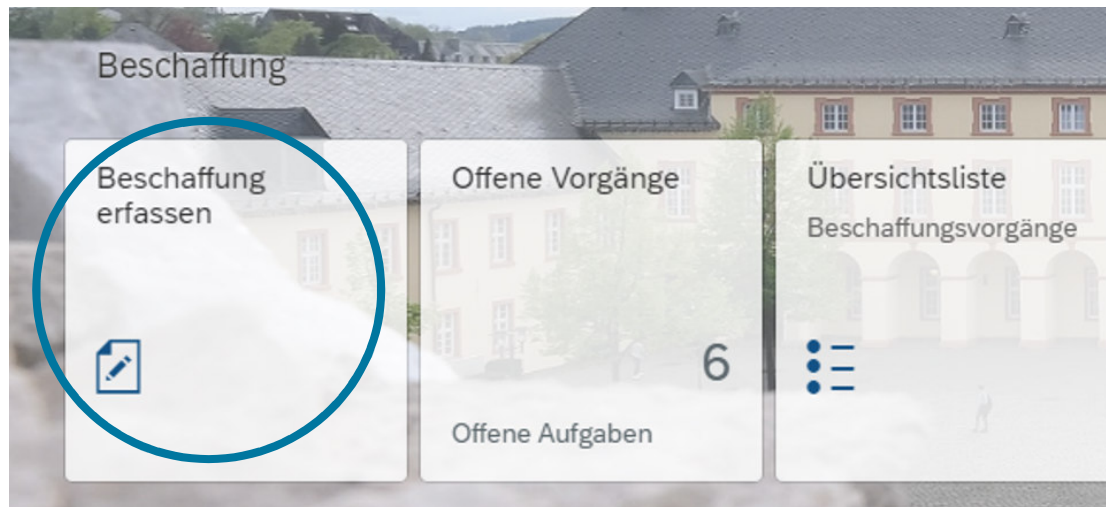 Beschaffung
Beschaffung
erfassen
Offene Vorgänge
6
Offene Aufgaben
Übersichtsliste
Beschaffungsvorgänge